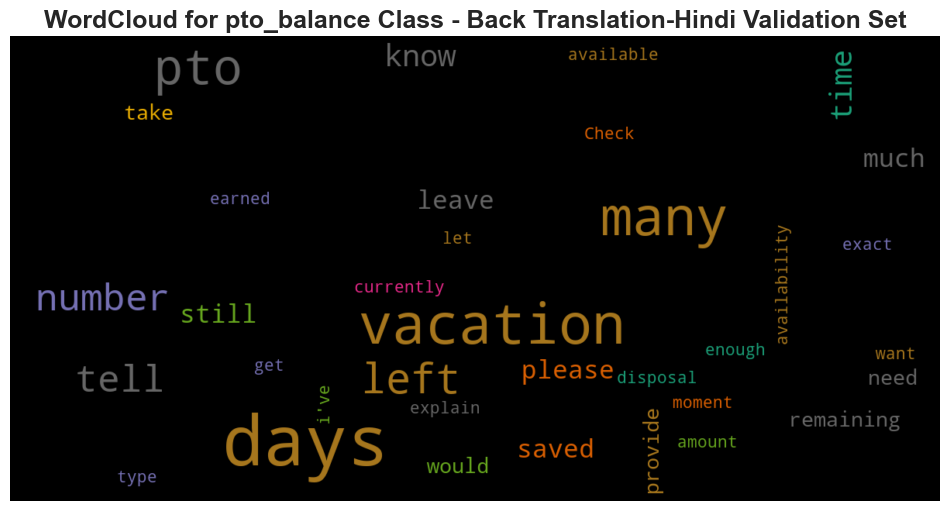 WordCloud for pto_balance Class - Back Translation-Hindi Validation Set
pto
know
available
time
take
Check
much
earned
leave
many
let
availability
exact
currently
number
still
vacation
enough
want
get
tell
left
please
disposal
need
i've
explain
moment
remaining
provide
days
amount
saved
would
type